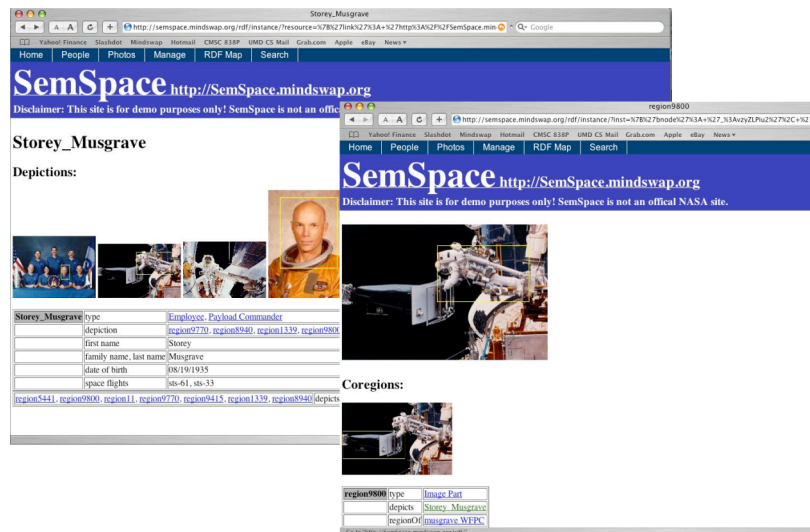 Storey_Musgrave
A A
http://semspace.mindswap.org/rdf/instance/?resource=%7B%27link%27%3A+%27http%3A%2F%2FSemSpace.min
Q- Google
Yahoo! Finance Slashdot Mindswap Hotmail CMSC 838P UMD CS Mail Grab.com Apple eBay News
Home People Photos Manage RDF Map Search
SemSpace http://SemSpace.mindswap.org
Disclaimer: This site is for demo purposes only! SemSpace is not an offic
Storey_Musgrave
Depictions:
Storey_Musgrave type Employee, Payload Commander
depiction region9770, region8940, region1339, region9800
first name Storey
family name, last name Musgrave
date of birth 08/19/1935
space flights sts-61, sts-33
region5441, region9800, region11, region9770, region9415, region1339, region8940 depicts
region9800
A A
http://semspace.mindswap.org/rdf/instance/?inst=%7B%27bnode%27%3A+%27_%3AvzyZLPiu2%27%2C+%2
Yahoo! Finance Slashdot Mindswap Hotmail CMSC 838P UMD CS Mail Grab.com Apple eBay News
Home People Photos Manage RDF Map Search
SemSpace http://SemSpace.mindswap.org
Disclaimer: This site is for demo purposes only! SemSpace is not an offical NASA site.
Coregions:
region9800 type Image Part
depicts Storey_Musgrave
regionOf musgrave WFPC